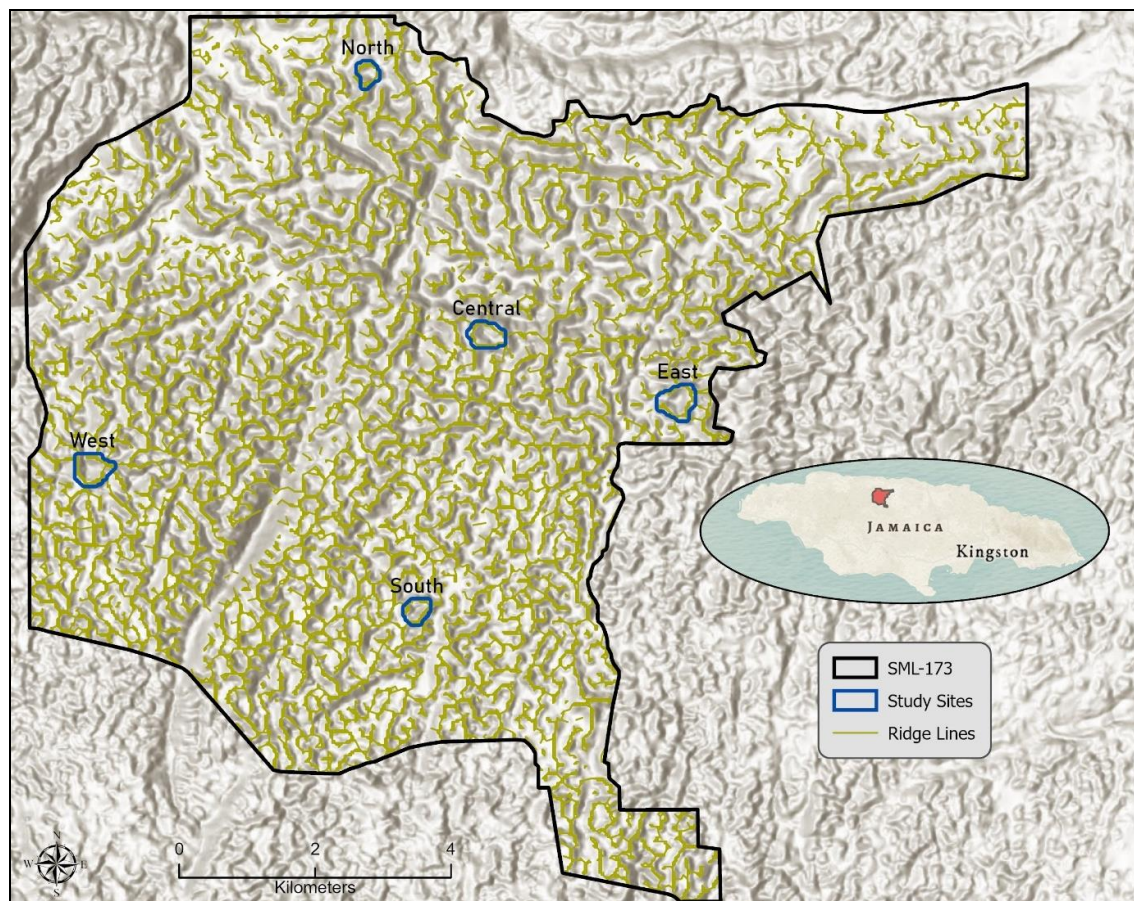 North
Central
East
West
South
JAMAICA
Kingston
SML-173
Study Sites
Ridge Lines
N
W E
S
0 2 4
Kilometers